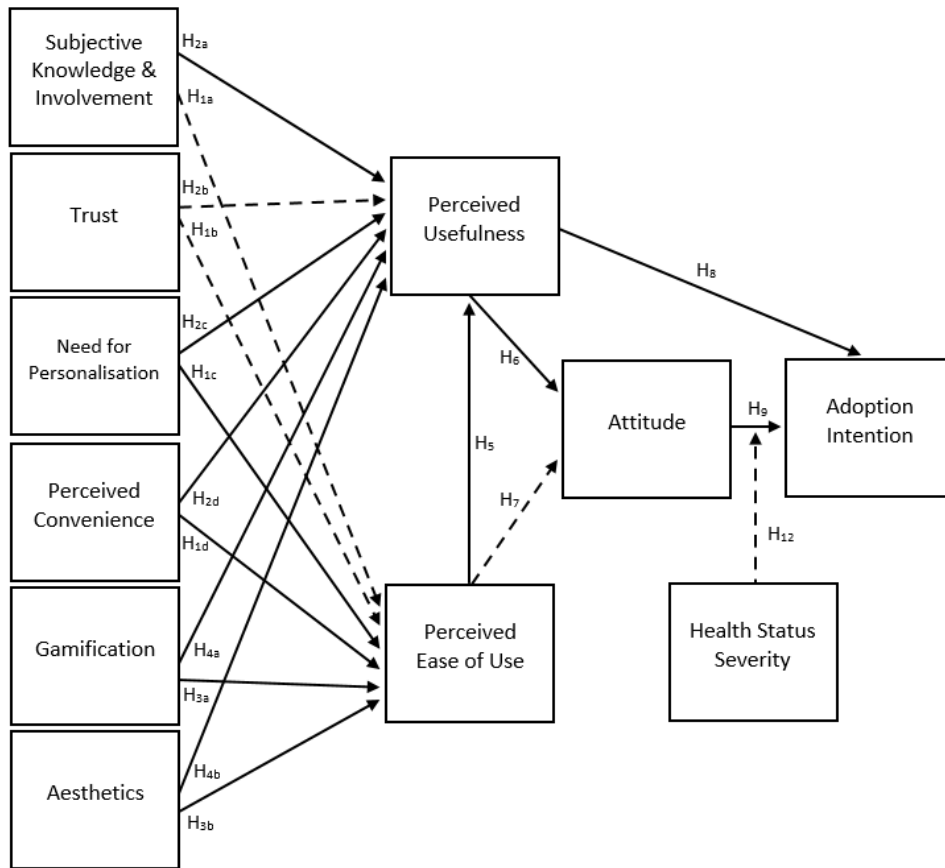 Subjective
Knowledge &
Involvement
H2a
H1a
Trust
H2b
H1b
Need for
Personalisation
H2c
H1c
Perceived
Convenience
H2d
H1d
Gamification
H4a
H3a
Aesthetics
H4b
H3b
Perceived
Usefulness
H8
H6
H5
H7
Attitude
H9
Adoption
Intention
H12
Perceived
Ease of Use
Health Status
Severity